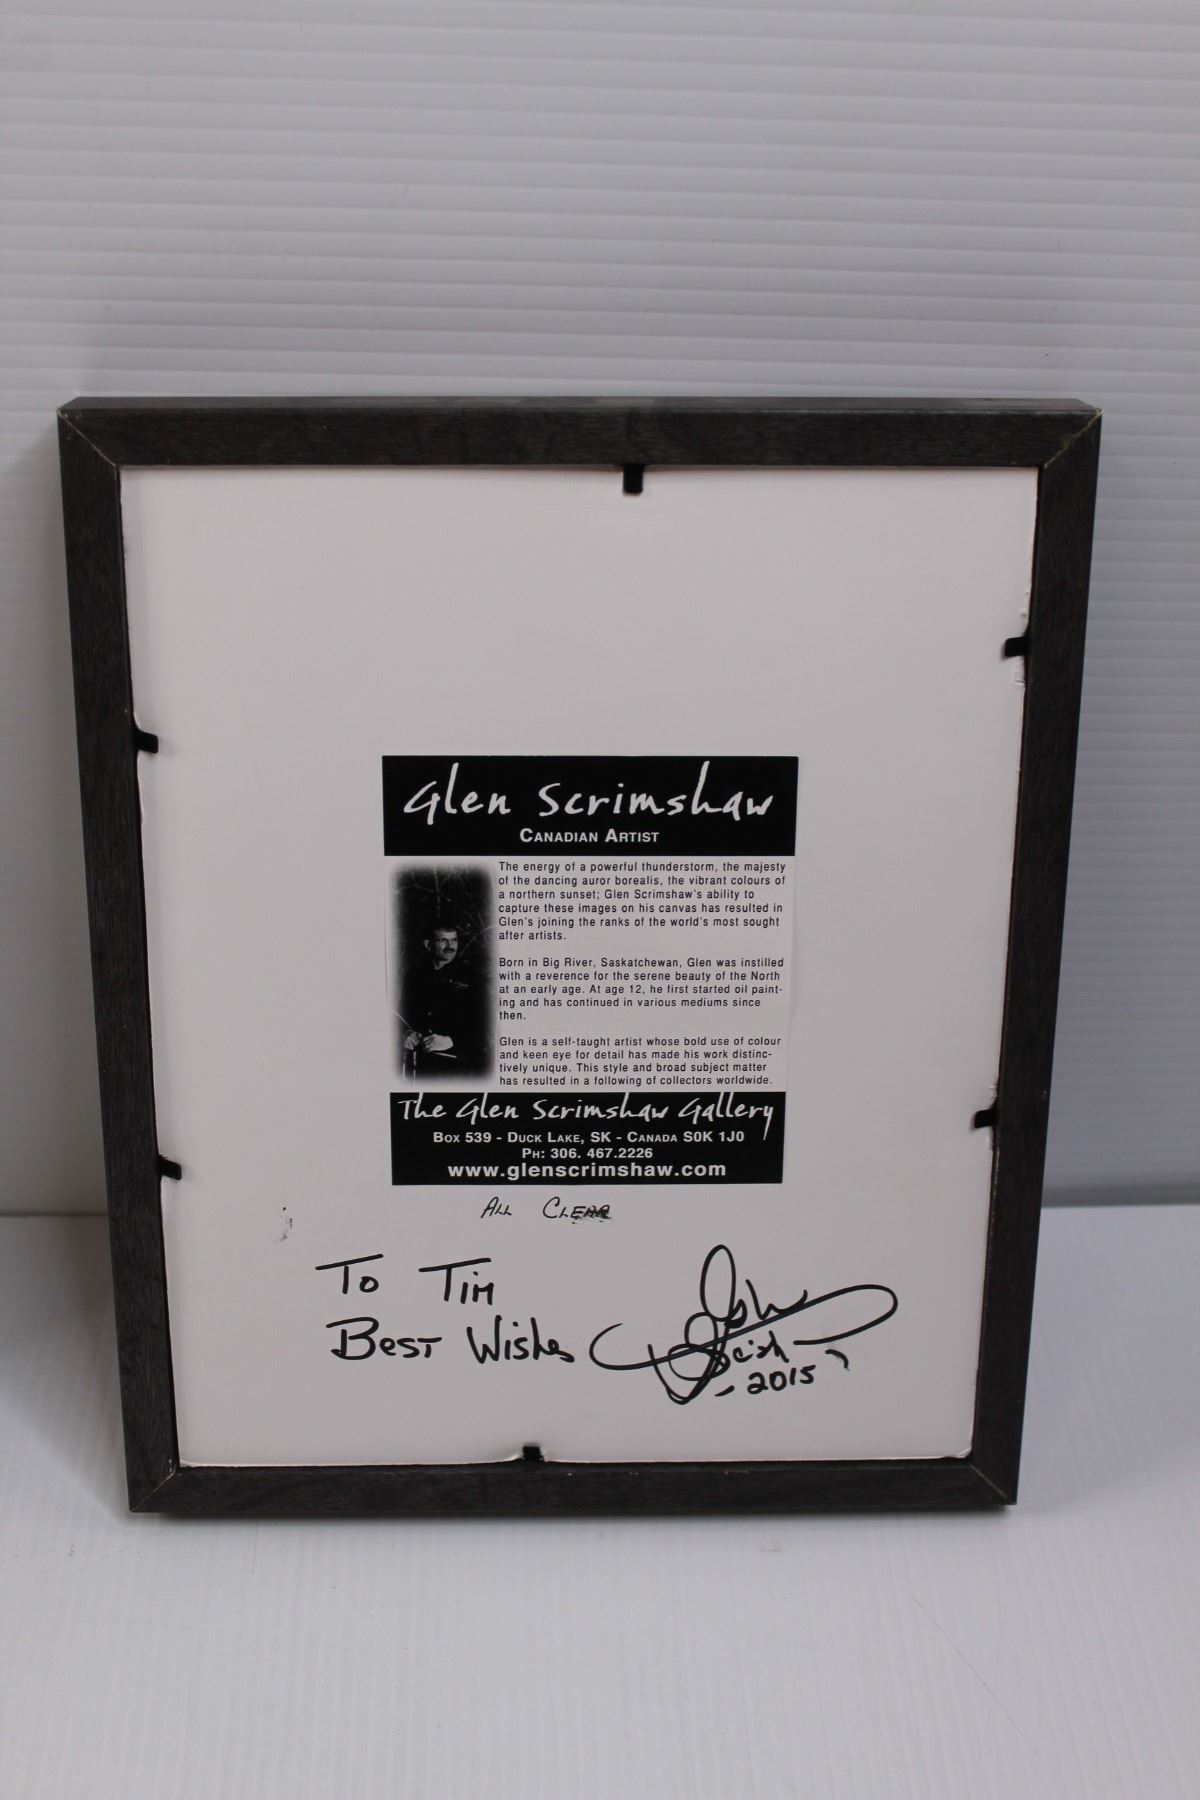 Glen Scrimshaw
CANADIAN ARTIST
The energy of a powerful thunderstorm, the majesty
of the dancing auror borealis, the vibrant colours of
a northern sunset; Glen Scrimshaw's ability to
capture these images on his canvas has resulted in
Glen's joining the ranks of the world's most sought
after artists.
Born in Big River, Saskatchewan, Glen was instilled
with a reverence for the serene beauty of the North
at an early age. At age 12, he first started oil paint-
ing and has continued in various mediums since
then.
Glen is a self-taught artist whose bold use of colour
and keen eye for detail has made his work distinc-
tively unique. This style and broad subject matter
has resulted in a following of collectors worldwide.
The Glen Scrimshaw Gallery
BOX 539 - DUCK LAKE, SK - CANADA S0K 1J0
PH: 306. 467.2226
www.glenscrimshaw.com
ALL CLEAR
TO TIM
BEST WISHES
- 2015